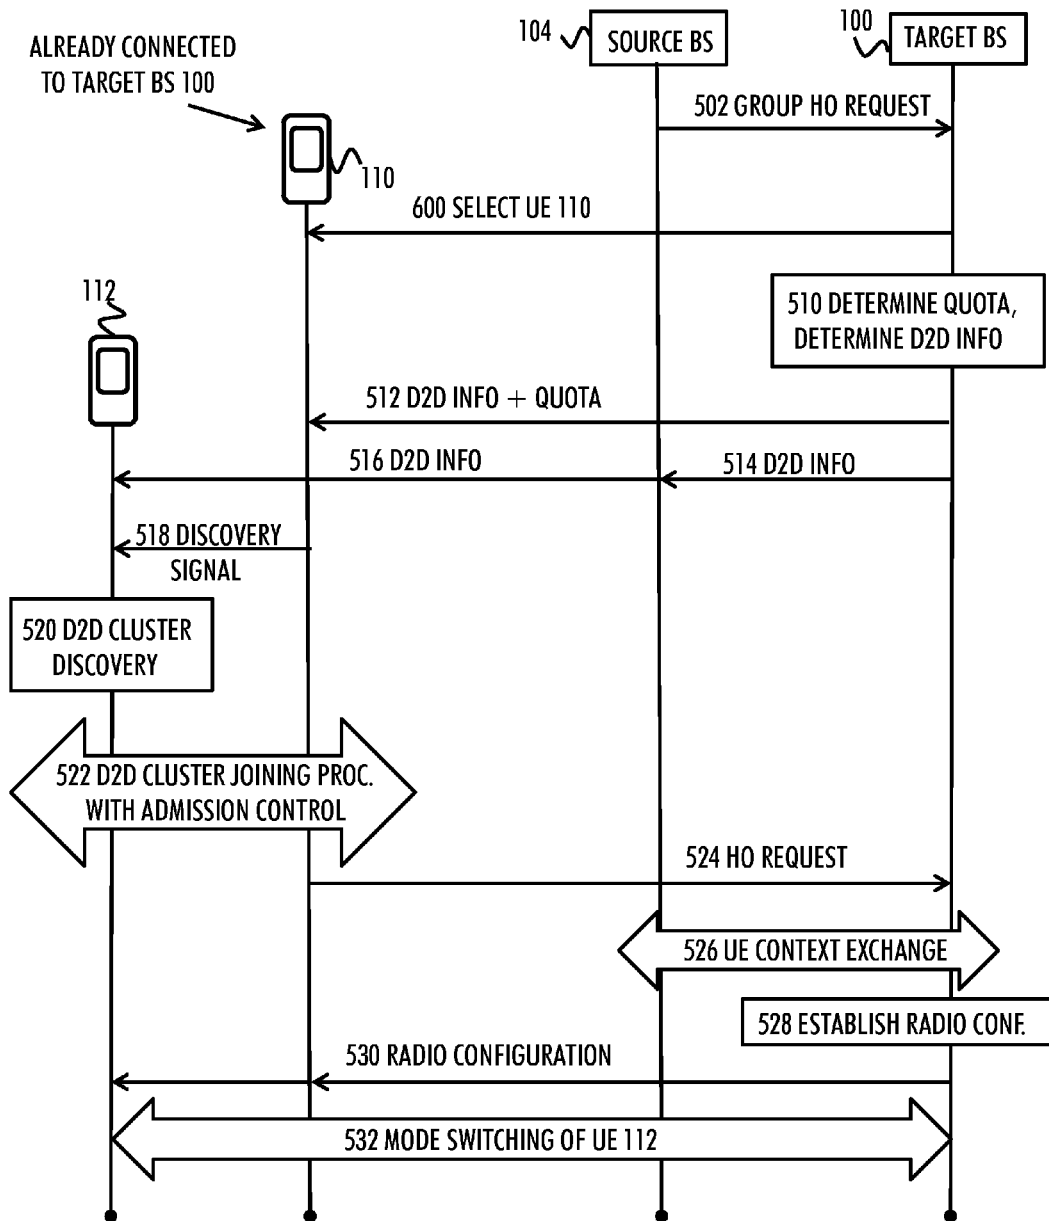 ALREADY CONNECTED
TO TARGET BS 100
104
SOURCE BS
100
TARGET BS
502 GROUP HO REQUEST
110
600 SELECT UE 110
112
510 DETERMINE QUOTA,
DETERMINE D2D INFO
512 D2D INFO + QUOTA
516 D2D INFO
514 D2D INFO
518 DISCOVERY
SIGNAL
520 D2D CLUSTER
DISCOVERY
522 D2D CLUSTER JOINING PROC.
WITH ADMISSION CONTROL
524 HO REQUEST
526 UE CONTEXT EXCHANGE
528 ESTABLISH RADIO CONF.
530 RADIO CONFIGURATION
532 MODE SWITCHING OF UE 112